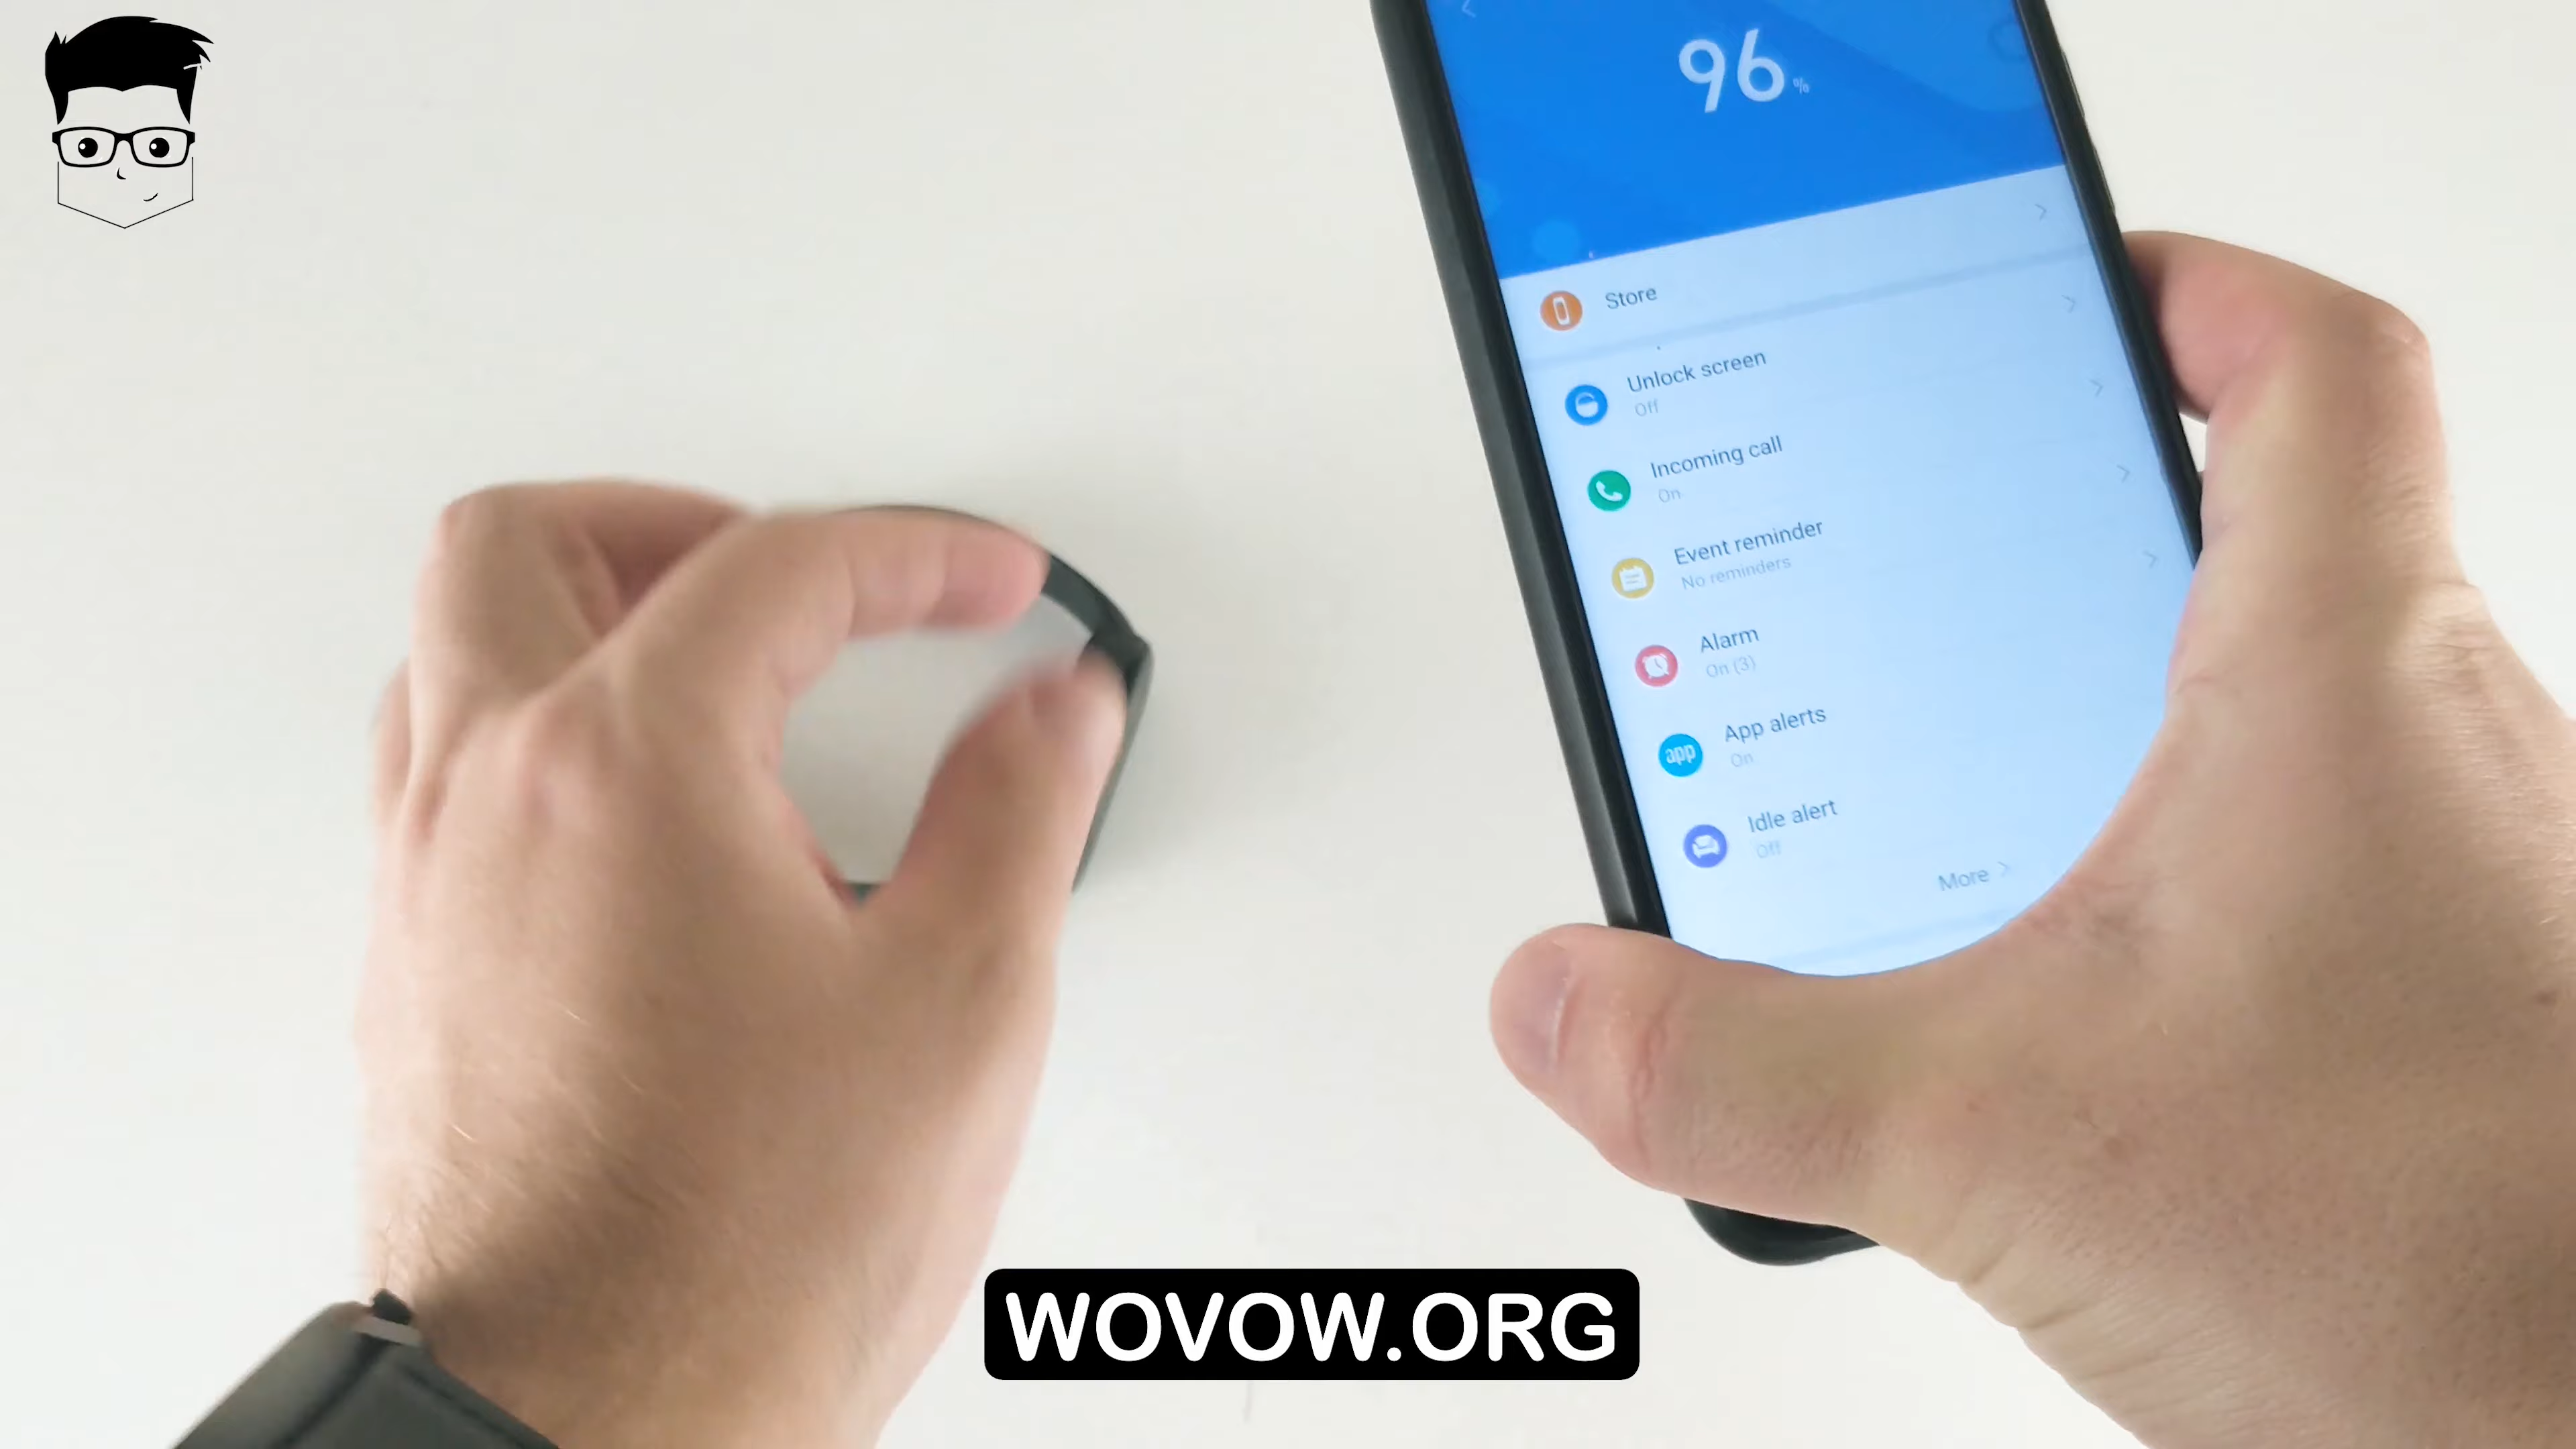 96%
Store
Unlock screen
Off
Incoming call
On
Event reminder
No reminders
Alarm
On (3)
app
App alerts
On
Idle alert
Off
More
WOVOW.ORG